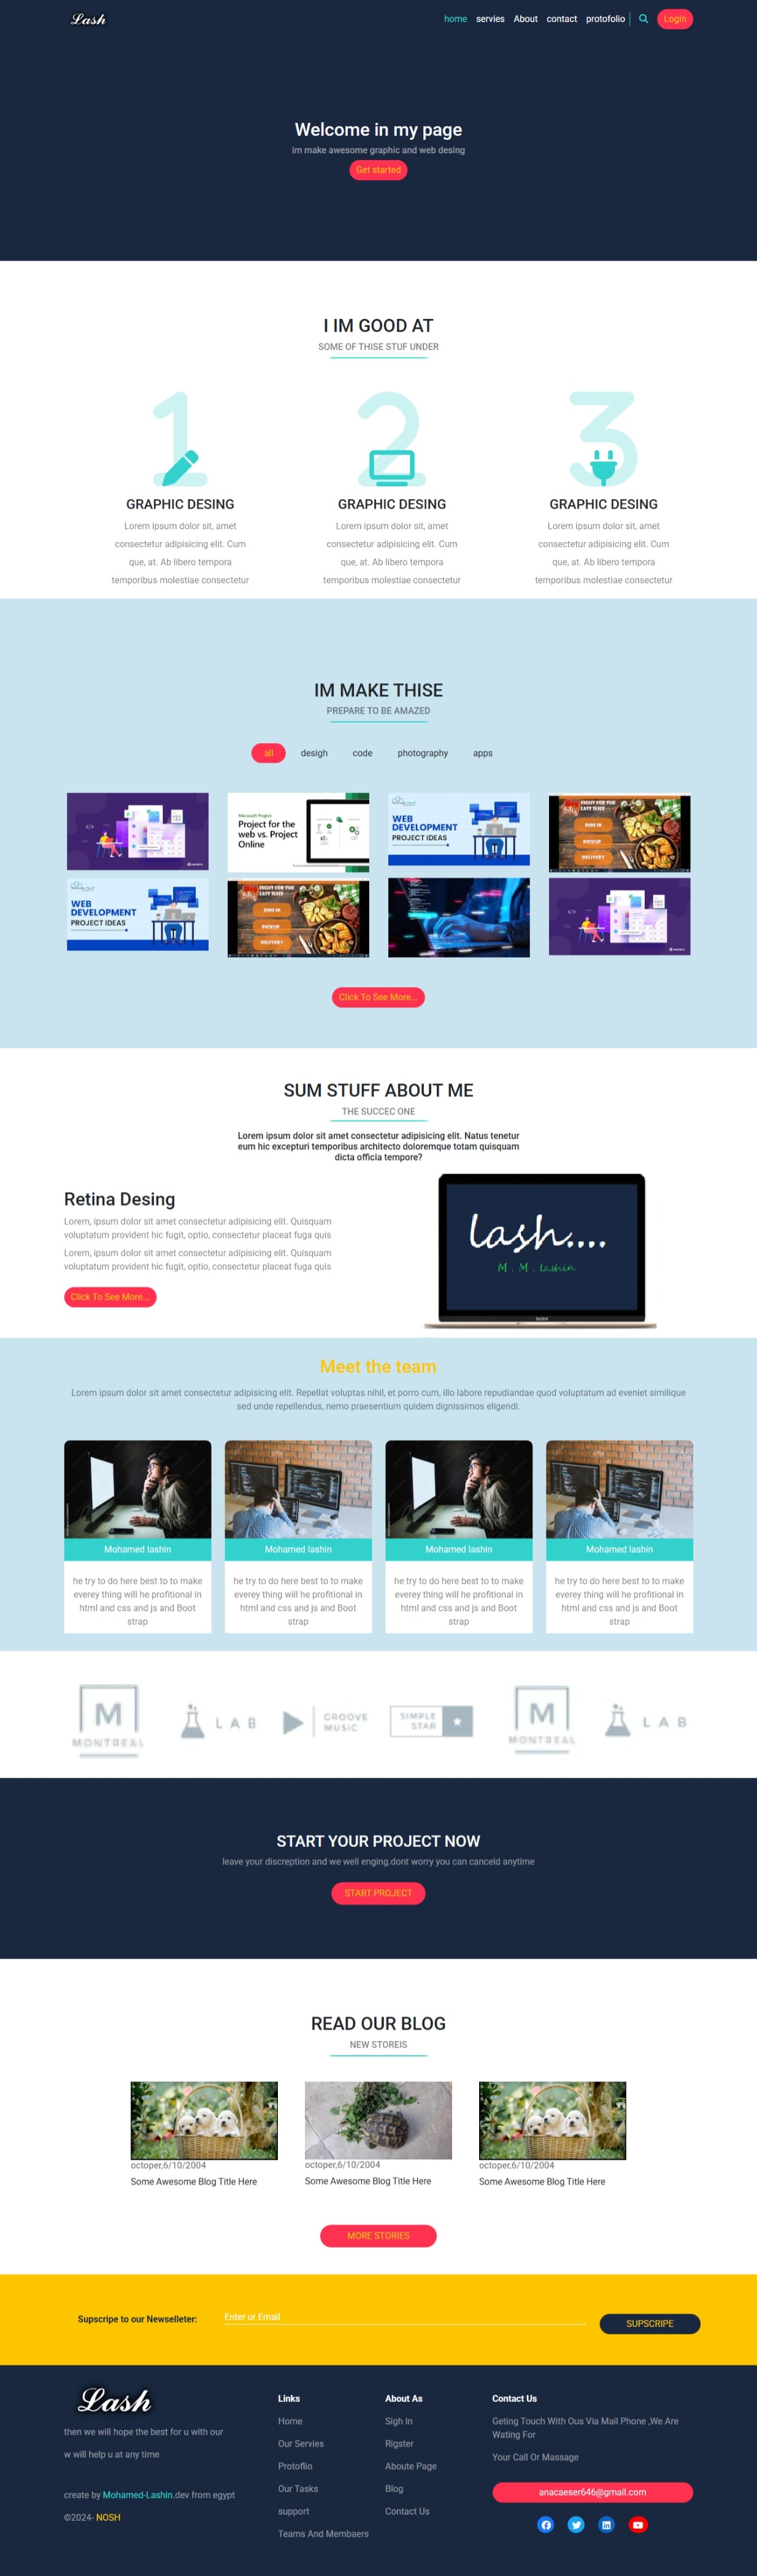 Lash
home servies About contact protofolio Login
Welcome in my page
im make awesome graphic and web desing
Get started
I IM GOOD AT
SOME OF THISE STUF UNDER
1 2 3
GRAPHIC DESING GRAPHIC DESING GRAPHIC DESING
Lorem ipsum dolor sit, amet Lorem ipsum dolor sit, amet Lorem ipsum dolor sit, amet
consectetur adipisicing elit. Cum consectetur adipisicing elit. Cum consectetur adipisicing elit. Cum
que, at. Ab libero tempora que, at. Ab libero tempora que, at. Ab libero tempora
temporibus molestiae consectetur temporibus molestiae consectetur temporibus molestiae consectetur
IM MAKE THISE
PREPARE TO BE AMAZED
all desigh code photography apps
Microsoft Project
Project for the
web vs. Project
Online
WEB
DEVELOPMENT
PROJECT IDEAS
FIGHT FOR THE
LAST SLICE
DINE IN
PICKUP
DELIVERY
WEB
DEVELOPMENT
PROJECT IDEAS
FIGHT FOR THE
LAST SLICE
DINE IN
PICKUP
DELIVERY
Click To See More...
SUM STUFF ABOUT ME
THE SUCCEC ONE
Lorem ipsum dolor sit amet consectetur adipisicing elit. Natus tenetur
eum hic excepturi temporibus architecto doloremque totam quisquam
dicta officia tempore?
Retina Desing
Lorem, ipsum dolor sit amet consectetur adipisicing elit. Quisquam
voluptatum provident hic fugit, optio, consectetur placeat fuga quis
Lorem, ipsum dolor sit amet consectetur adipisicing elit. Quisquam
voluptatum provident hic fugit, optio, consectetur placeat fuga quis
Click To See More...
lash....
M . M . Lashin
Meet the team
Lorem ipsum dolor sit amet consectetur adipisicing elit. Repellat voluptas nihil, et porro cum, illo labore repudiandae quod voluptatum ad eveniet similique
sed unde repellendus, nemo praesentium quidem dignissimos eligendi.
Mohamed lashin Mohamed lashin Mohamed lashin Mohamed lashin
he try to do here best to to make he try to do here best to to make he try to do here best to to make he try to do here best to to make
everey thing will he profitional in everey thing will he profitional in everey thing will he profitional in everey thing will he profitional in
html and css and js and Boot html and css and js and Boot html and css and js and Boot html and css and js and Boot
strap strap strap strap
M
MONTREAL
LAB
GROOVE
MUSIC
SIMPLE
STAR
M
MONTREAL
LAB
START YOUR PROJECT NOW
leave your discreption and we well enging.dont worry you can canceld anytime
START PROJECT
READ OUR BLOG
NEW STOREIS
octoper,6/10/2004 octoper,6/10/2004 octoper,6/10/2004
Some Awesome Blog Title Here Some Awesome Blog Title Here Some Awesome Blog Title Here
MORE STORIES
Supscripe to our Newselleter: Enter ur Email SUPSCRIPE
Lash
then we will hope the best for u with our
w will help u at any time
create by Mohamed-Lashin.dev from egypt
©2024- NOSH
Links
Home
Our Servies
Protoflio
Our Tasks
support
Teams And Membaers
About As
Sigh In
Rigster
Aboute Page
Blog
Contact Us
Contact Us
Geting Touch With Ous Via Mail Phone ,We Are
Wating For
Your Call Or Massage
anacaeser646@gmail.com